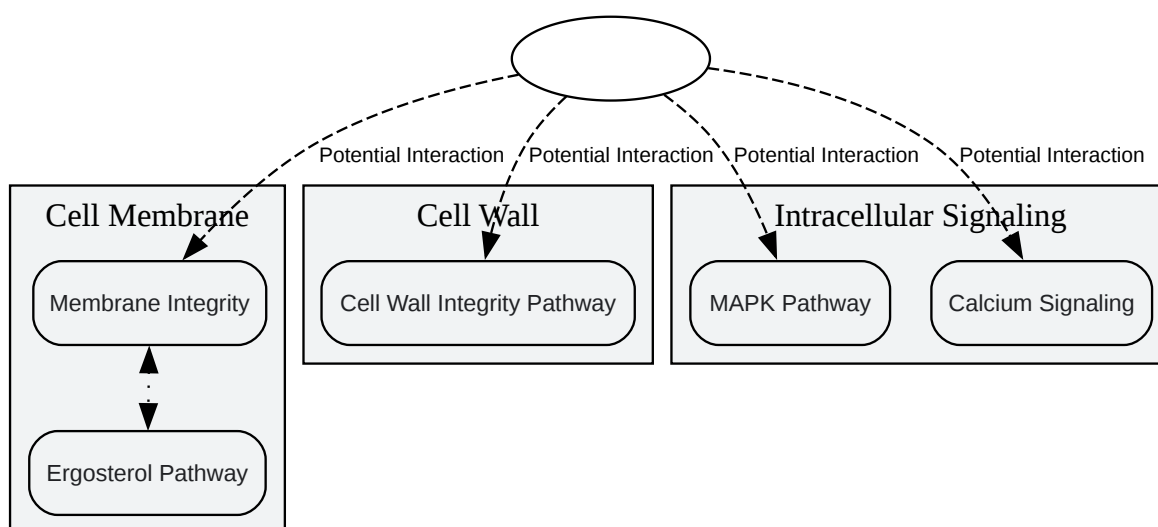 Potential Interaction
Potential Interaction
Potential Interaction
Potential Interaction
Cell Membrane
Cell Wall
Intracellular Signaling
Membrane Integrity
Cell Wall Integrity Pathway
MAPK Pathway
Calcium Signaling
Ergosterol Pathway